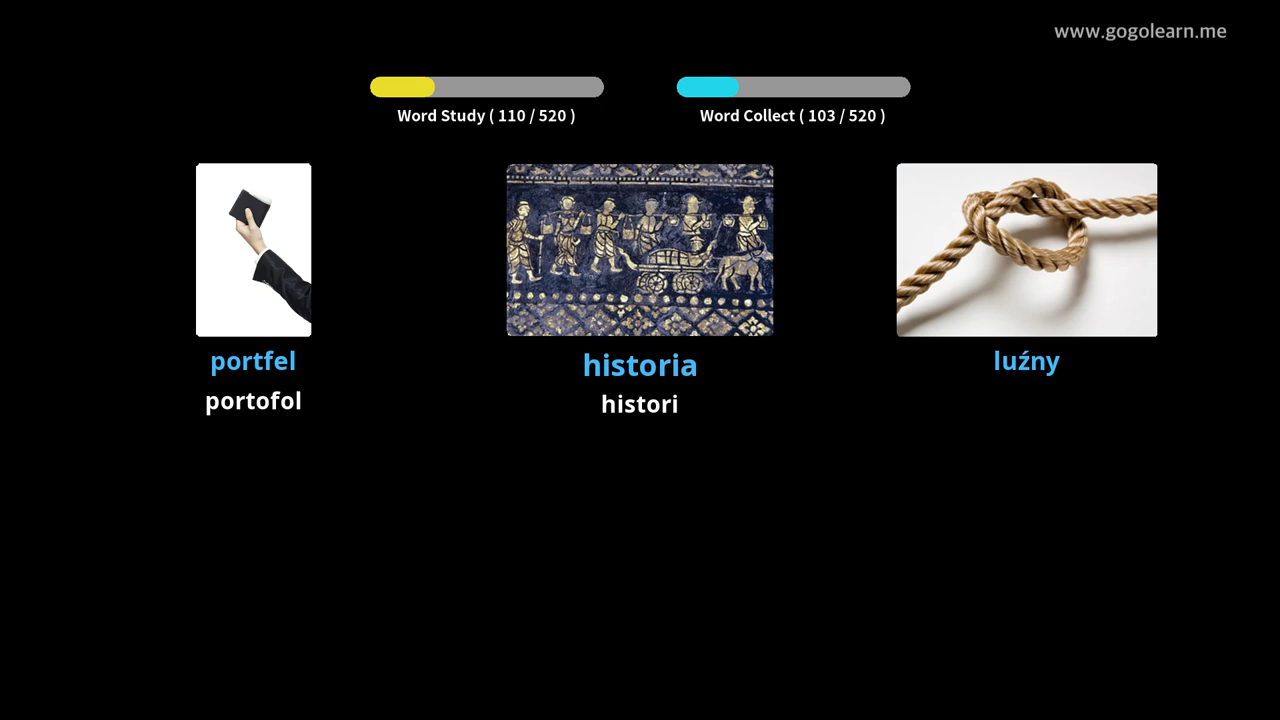 www.gogolearn.me
Word Study ( 110 / 520 )
Word Collect ( 103 / 520 )
portfel
historia
luźny
portofol
histori